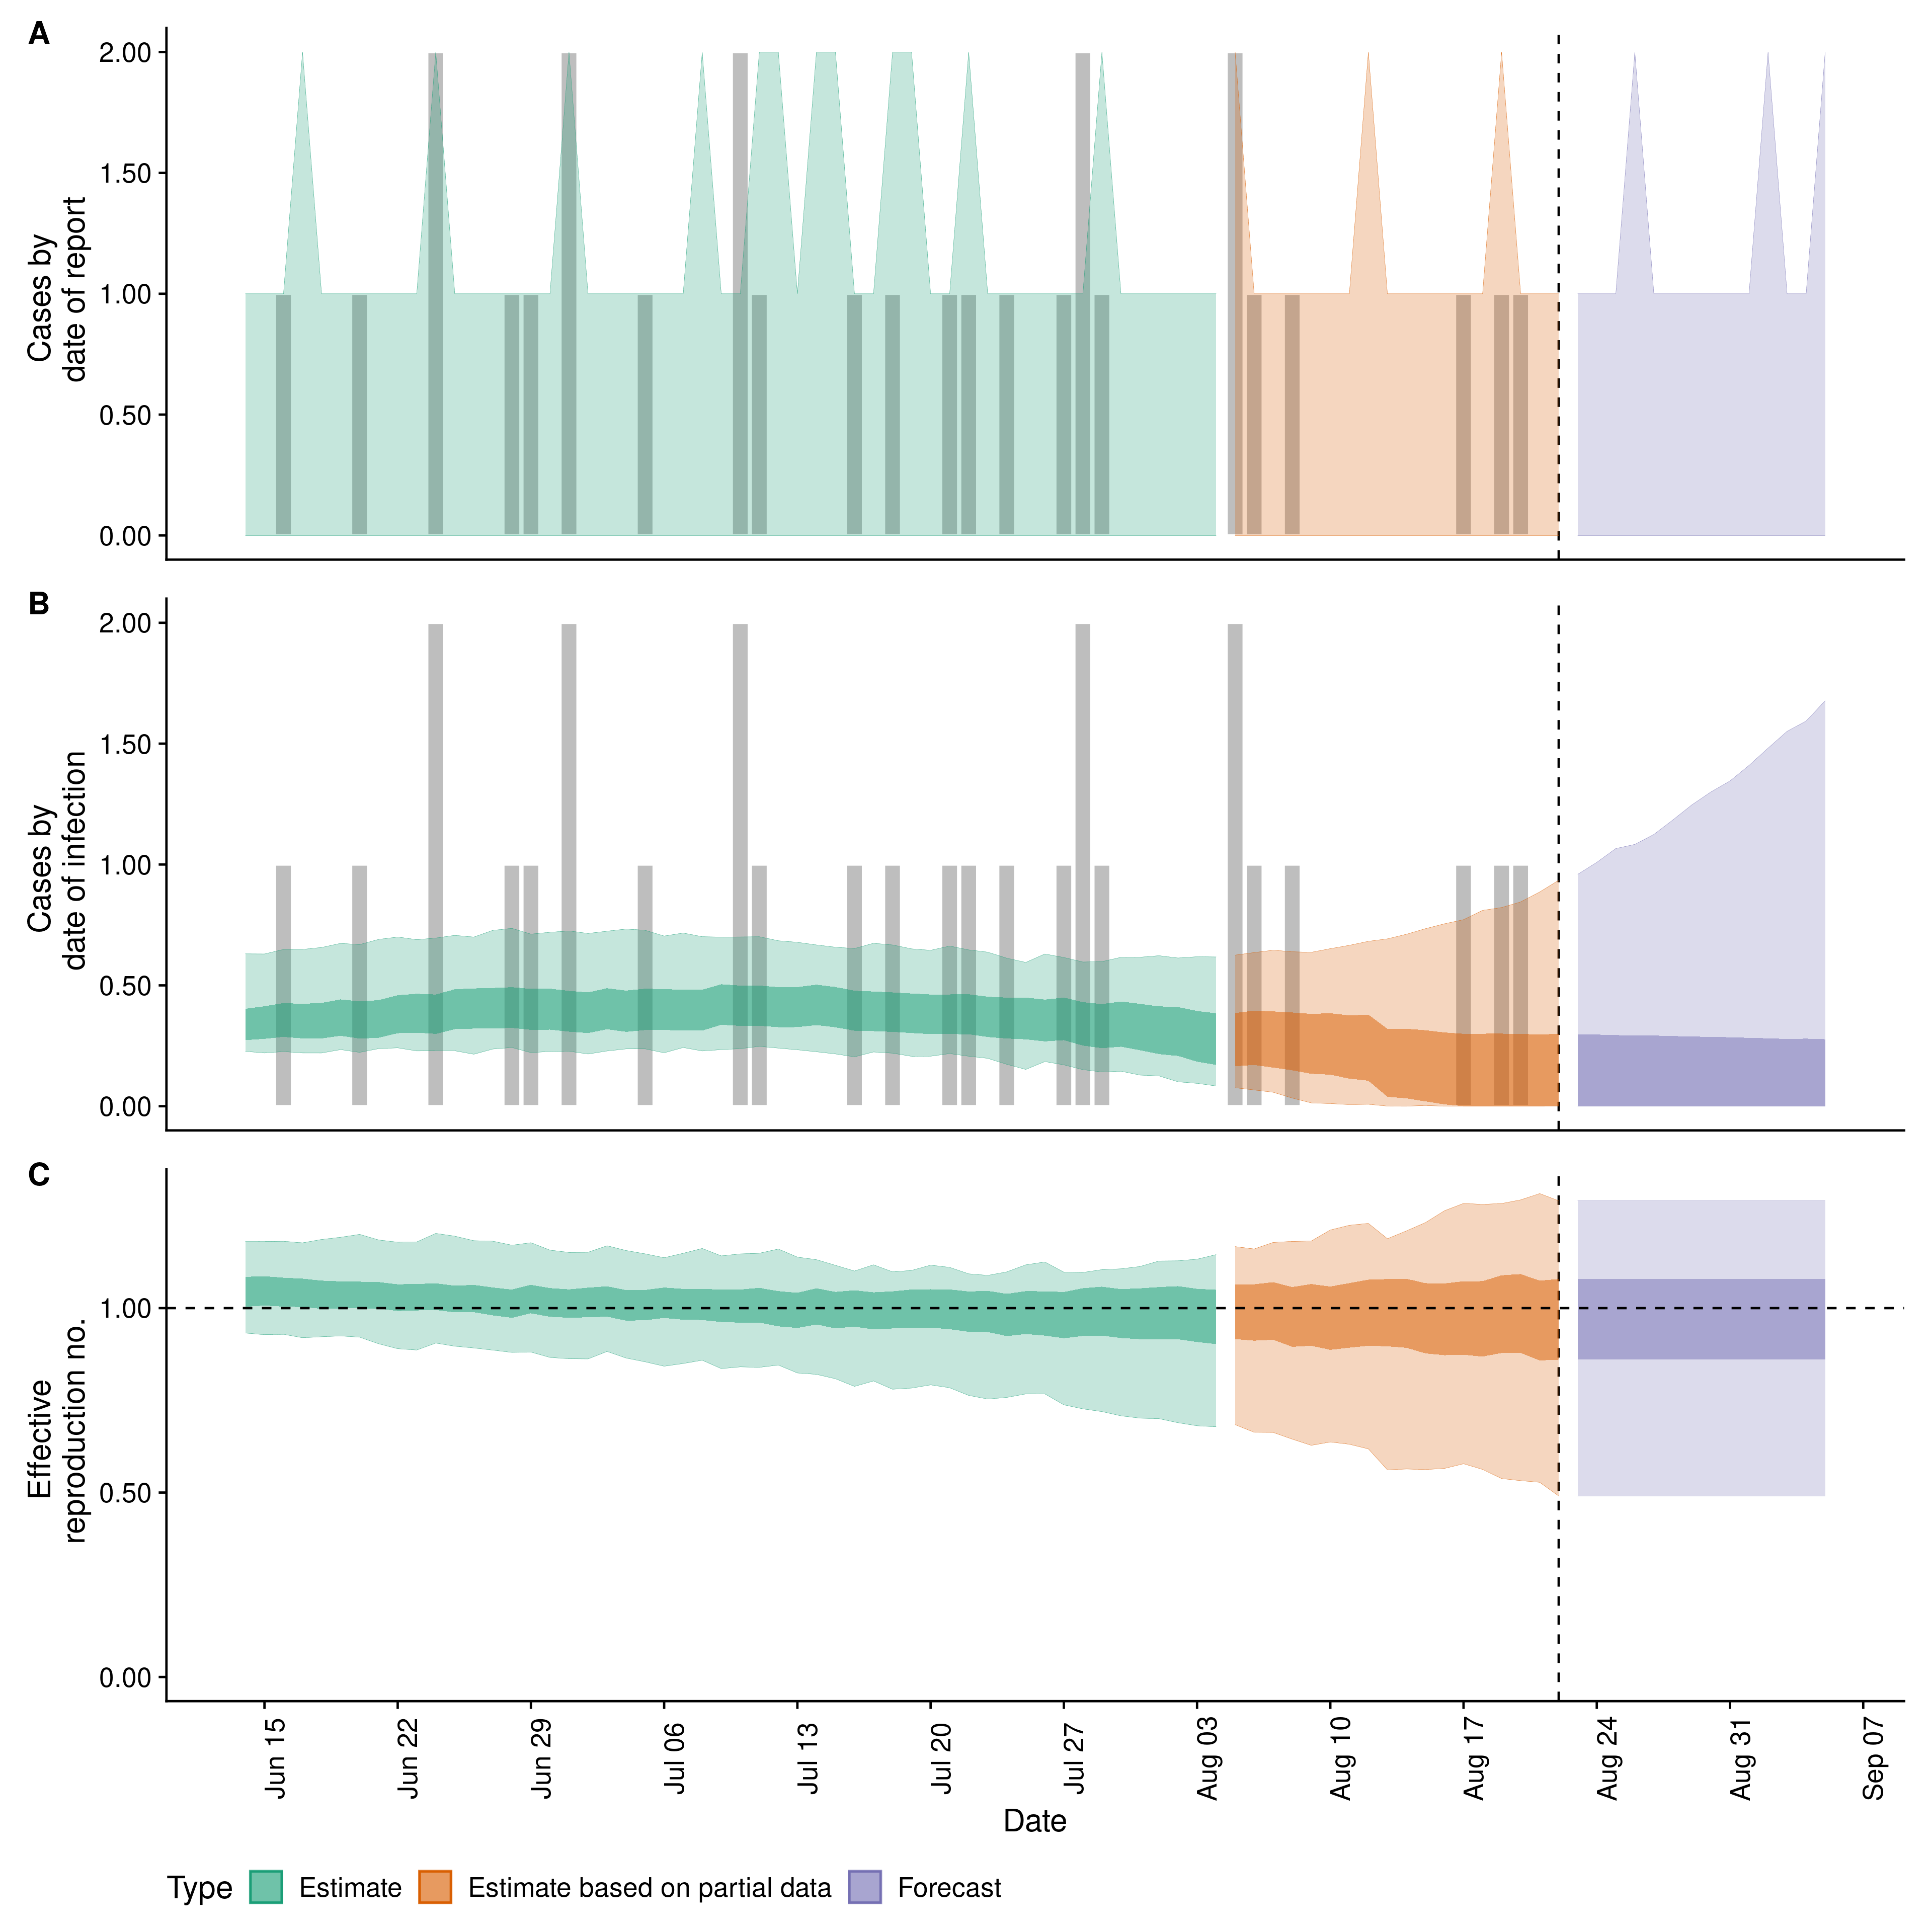 A
2.00
1.50
1.00
0.50
0.00
Cases by
date of report
B
2.00
1.50
1.00
0.50
0.00
Cases by
date of infection
C
1.00
0.50
0.00
Effective
reproduction no.
Jun 15
Jun 22
Jun 29
Jul 06
Jul 13
Jul 20
Jul 27
Aug 03
Aug 10
Aug 17
Aug 24
Aug 31
Sep 07
Date
Type Estimate Estimate based on partial data Forecast